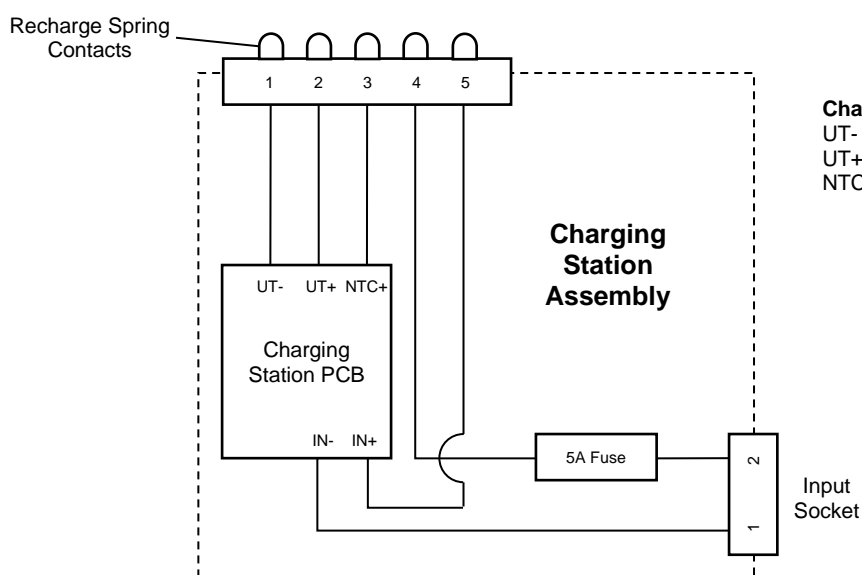 Recharge Spring
Contacts
1 2 3 4 5
Cha
UT-
UT+
NTC
Charging
Station
Assembly
UT- UT+ NTC+
Charging
Station PCB
IN- IN+
5A Fuse
2
1
Input
Socket